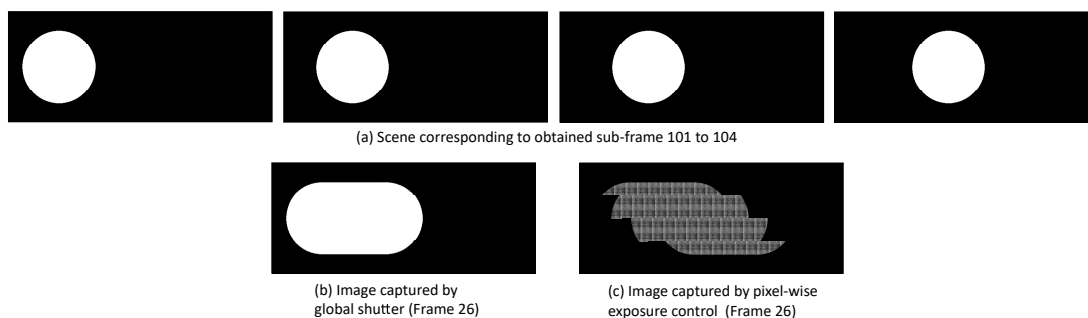 (a) Scene corresponding to obtained sub-frame 101 to 104
(b) Image captured by
global shutter (Frame 26)
(c) Image captured by pixel-wise
exposure control  (Frame 26)